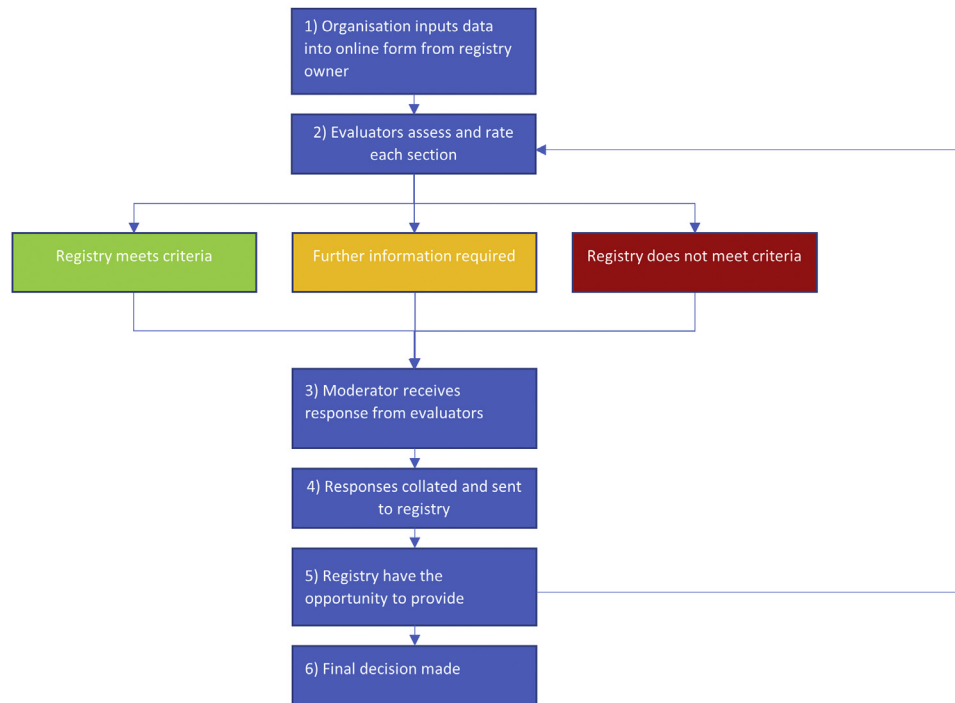 1) Organisation inputs data
into online form from registry
owner
2) Evaluators assess and rate
each section
Registry meets criteria
Further information required
Registry does not meet criteria
3) Moderator receives
response from evaluators
4) Responses collated and sent
to registry
5) Registry have the
opportunity to provide
6) Final decision made